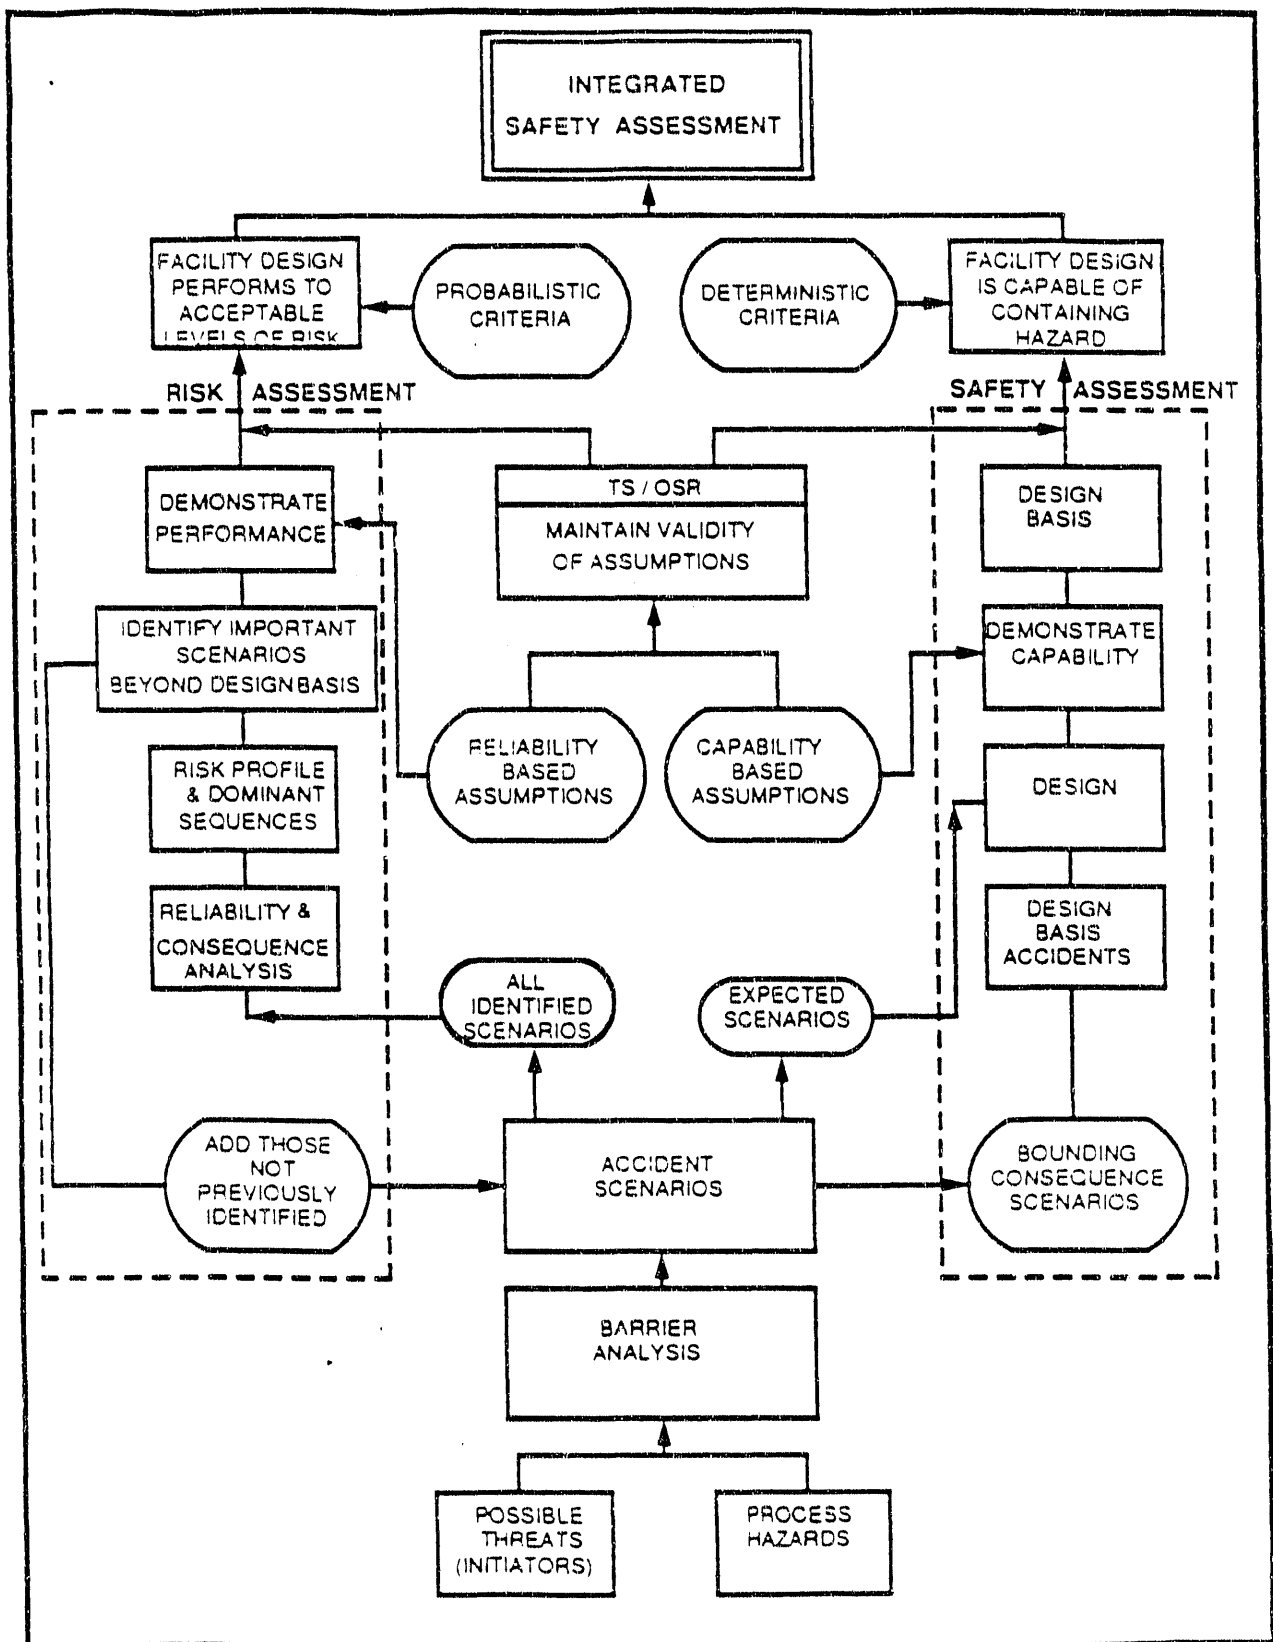 INTEGRATED
SAFETY ASSESSMENT
FACILITY DESIGN
PERFORMS TO
ACCEPTABLE
LEVELS OF RISK
PROBABILISTIC
CRITERIA
DETERMINISTIC
CRITERIA
FACILITY DESIGN
IS CAPABLE OF
CONTAINING
HAZARD
RISK ASSESSMENT
SAFETY ASSESSMENT
DEMONSTRATE
PERFORMANCE
TS / OSR
MAINTAIN VALIDITY
OF ASSUMPTIONS
DESIGN
BASIS
IDENTIFY IMPORTANT
SCENARIOS
BEYOND DESIGN BASIS
DEMONSTRATE
CAPABILITY
RISK PROFILE
& DOMINANT
SEQUENCES
RELIABILITY
BASED
ASSUMPTIONS
CAPABILITY
BASED
ASSUMPTIONS
DESIGN
RELIABILITY &
CONSEQUENCE
ANALYSIS
ALL
IDENTIFIED
SCENARIOS
EXPECTED
SCENARIOS
DESIGN
BASIS
ACCIDENTS
ADD THOSE
NOT
PREVIOUSLY
IDENTIFIED
ACCIDENT
SCENARIOS
BOUNDING
CONSEQUENCE
SCENARIOS
BARRIER
ANALYSIS
POSSIBLE
THREATS
(INITIATORS)
PROCESS
HAZARDS